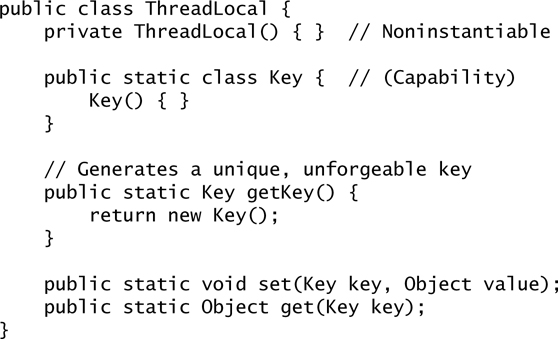 public class ThreadLocal {
    private ThreadLocal() { }  // Noninstantiable

    public static class Key {  // (Capability)
        Key() { }
    }

    // Generates a unique, unforgeable key
    public static Key getKey() {
        return new Key();
    }

    public static void set(Key key, Object value);
    public static Object get(Key key);
}